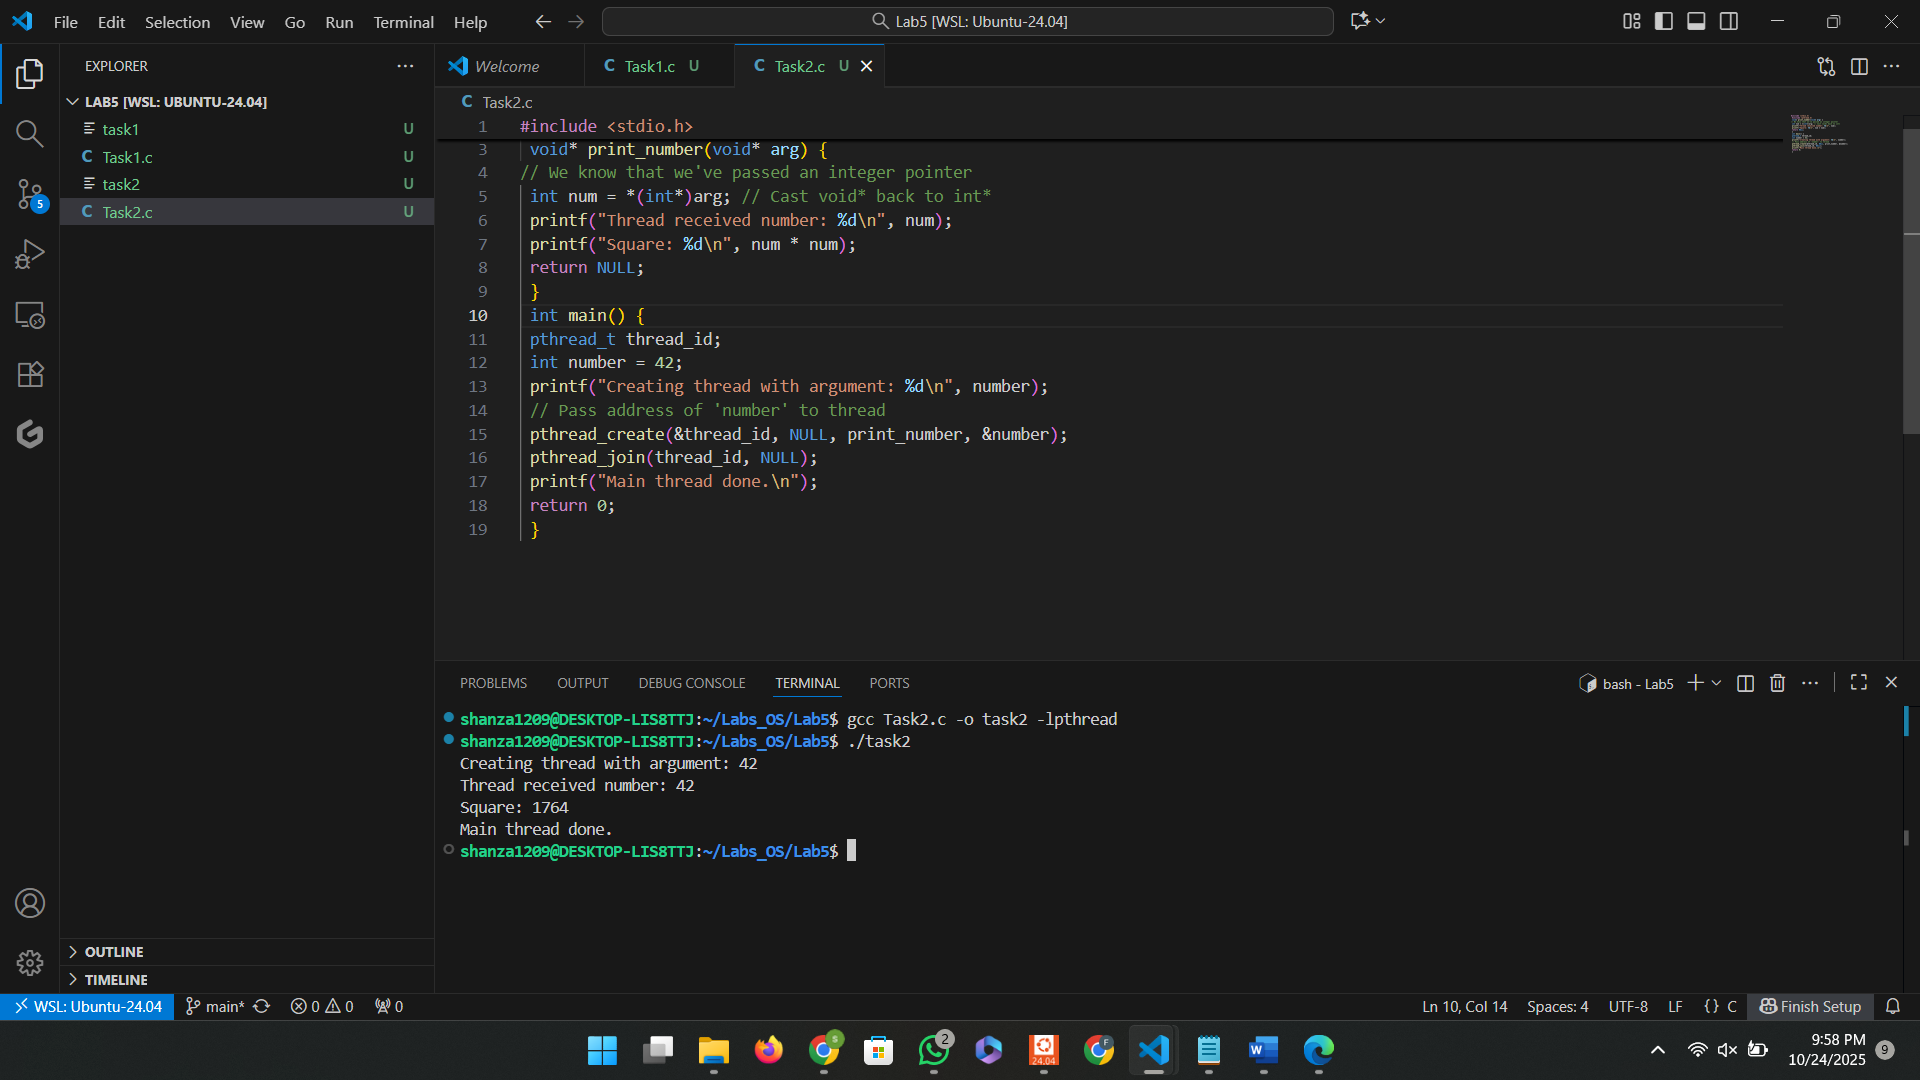 File Edit Selection View Go Run Terminal Help
Lab5 [WSL: Ubuntu-24.04]
EXPLORER
LAB5 [WSL: UBUNTU-24.04]
task1 U
C Task1.c U
task2 U
C Task2.c U
5
OUTLINE
TIMELINE
Welcome
C Task1.c U
C Task2.c U
C Task2.c
1 #include <stdio.h>
3 void* print_number(void* arg) {
4 // We know that we've passed an integer pointer
5 int num = *(int*)arg; // Cast void* back to int*
6 printf("Thread received number: %d\n", num);
7 printf("Square: %d\n", num * num);
8 return NULL;
9 }
10 int main() {
11 pthread_t thread_id;
12 int number = 42;
13 printf("Creating thread with argument: %d\n", number);
14 // Pass address of 'number' to thread
15 pthread_create(&thread_id, NULL, print_number, &number);
16 pthread_join(thread_id, NULL);
17 printf("Main thread done.\n");
18 return 0;
19 }
PROBLEMS OUTPUT DEBUG CONSOLE TERMINAL PORTS
bash - Lab5
shanza1209@DESKTOP-LIS8TTJ:~/Labs_OS/Lab5$ gcc Task2.c -o task2 -lpthread
shanza1209@DESKTOP-LIS8TTJ:~/Labs_OS/Lab5$ ./task2
Creating thread with argument: 42
Thread received number: 42
Square: 1764
Main thread done.
shanza1209@DESKTOP-LIS8TTJ:~/Labs_OS/Lab5$
WSL: Ubuntu-24.04 main* 0 0 0
Ln 10, Col 14 Spaces: 4 UTF-8 LF {} C Finish Setup
S
2
24.04
F
W
9:58 PM
10/24/2025
9